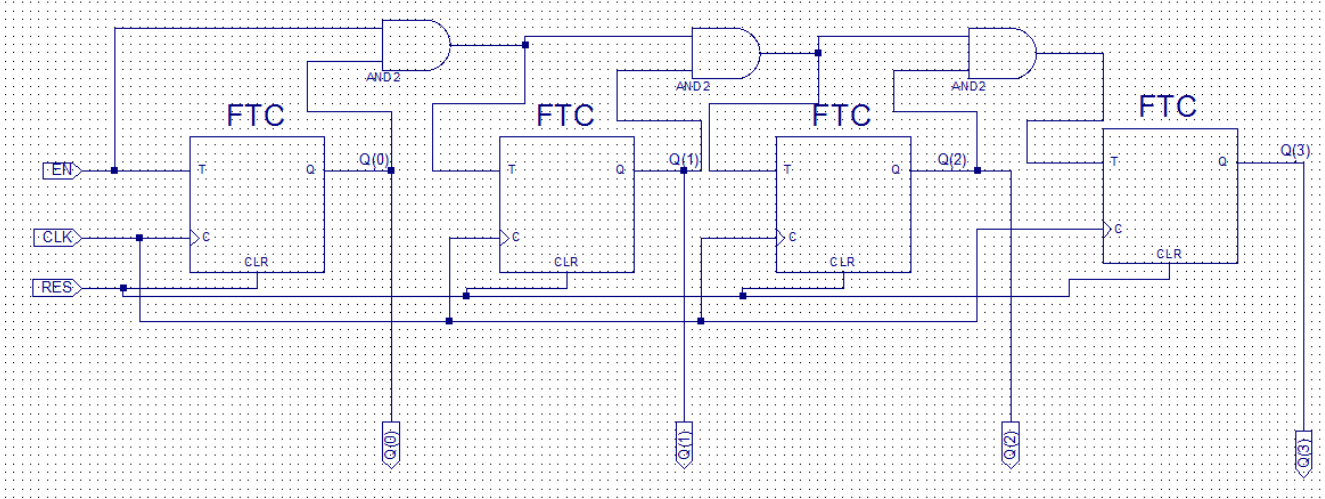 AND2
AND2
AND2
FTC
FTC
FTC
FTC
EN
T
Q
Q(0)
T
Q
Q(1)
T
Q
Q(2)
T
Q
Q(3)
CLK
C
C
C
C
CLR
CLR
CLR
CLR
RES
Q(0)
Q(1)
Q(2)
Q(3)